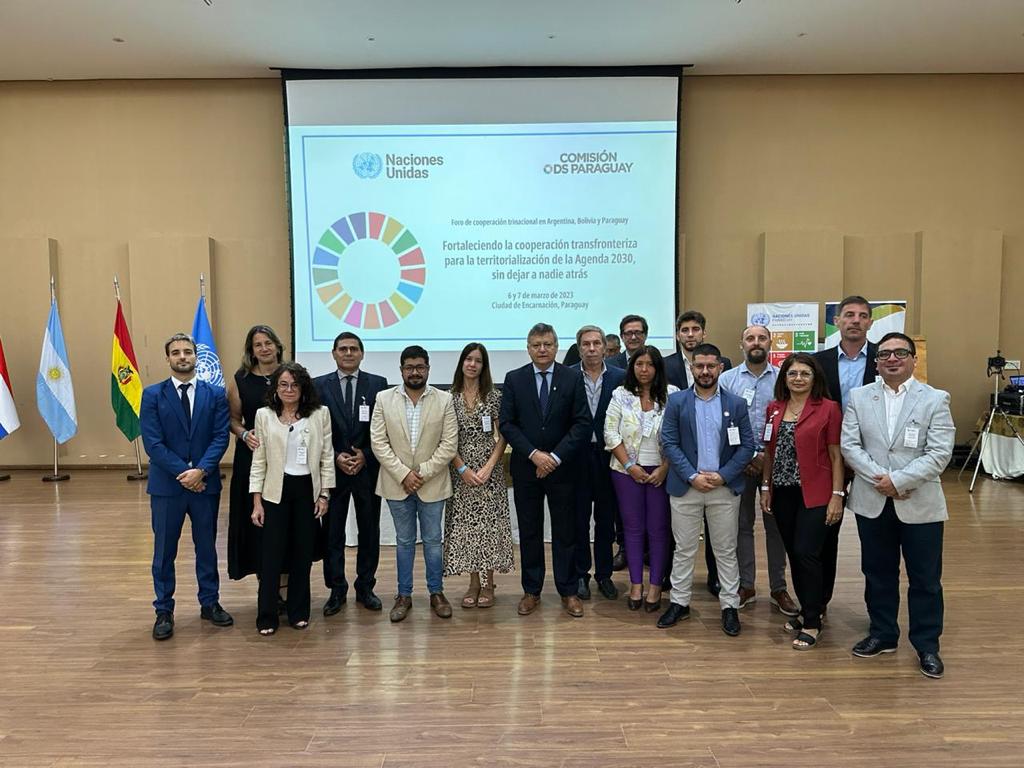 Naciones
Unidas
COMISIÓN
ODS PARAGUAY
Foro de cooperación trinacional en Argentina, Bolivia y Paraguay
Fortaleciendo la cooperación transfronteriza
para la territorialización de la Agenda 2030,
sin dejar a nadie atrás
6 y 7 de marzo de 2023
Ciudad de Encarnación, Paraguay
NACIONES UNIDAS
PARAGUAY